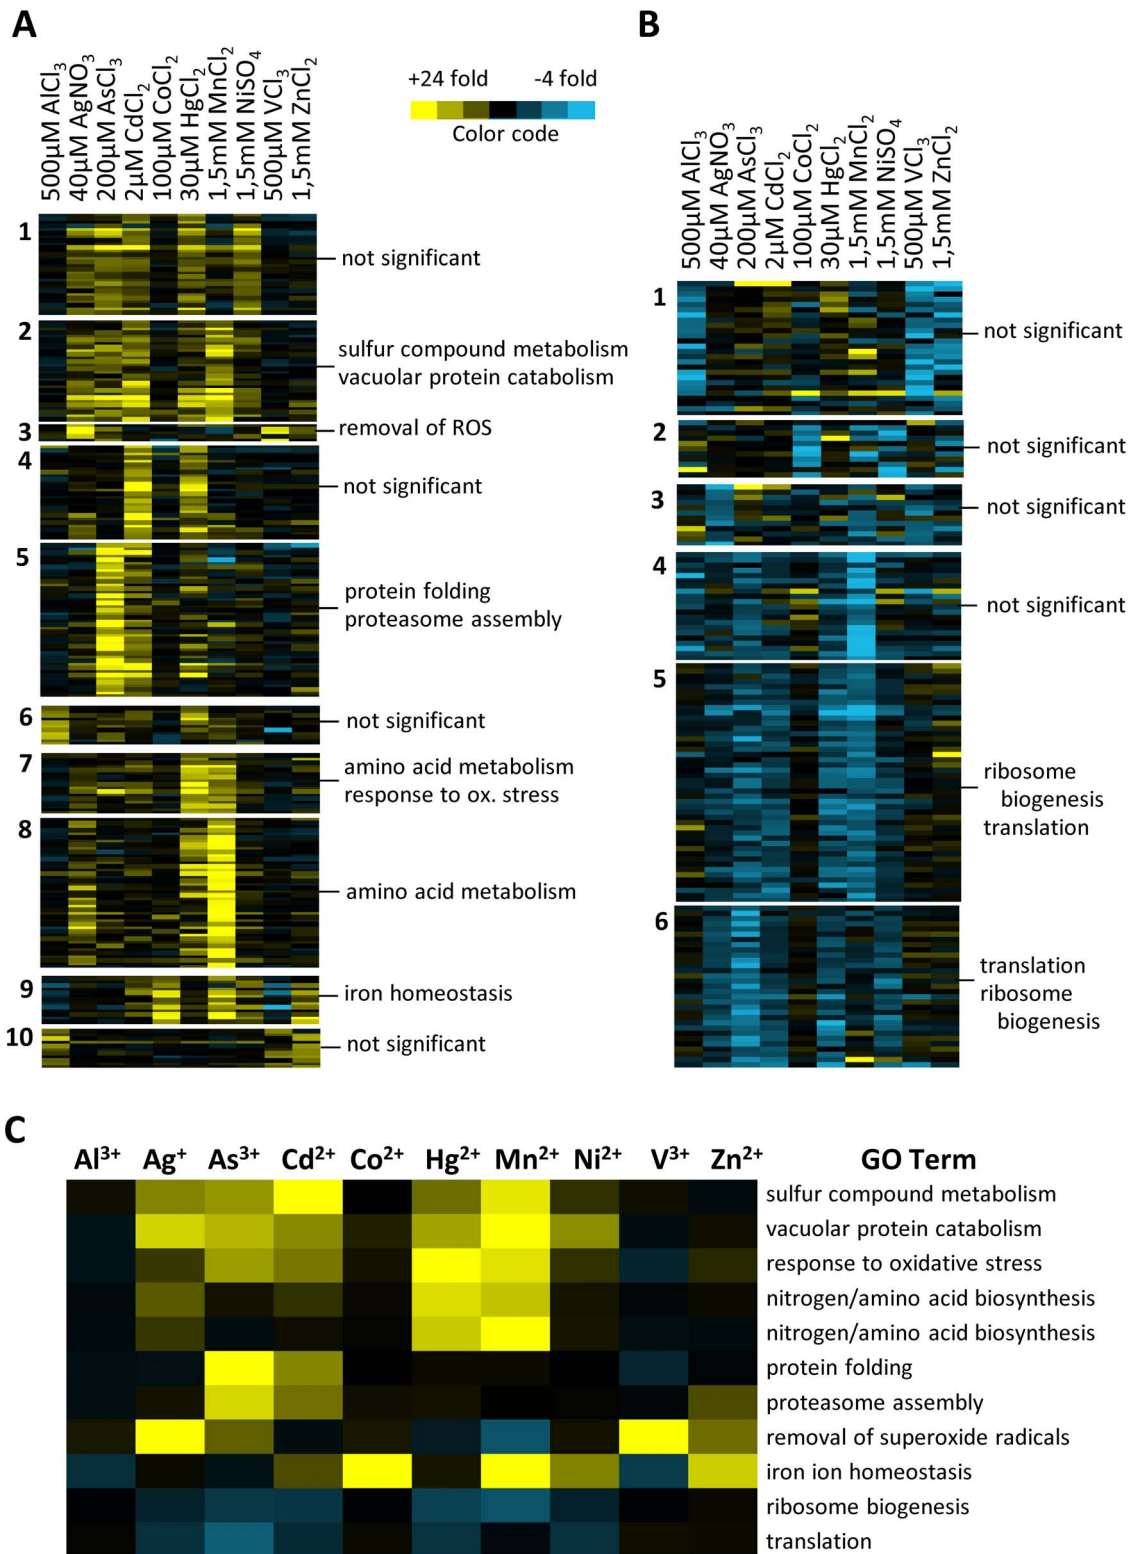 A
B
500µM AlCl3
40µM AgNO3
200µM AsCl3
2µM CdCl2
100µM CoCl2
30µM HgCl2
1,5mM MnCl2
1,5mM NiSO4
500µM VCl3
1,5mM ZnCl2
+24 fold
-4 fold
Color code
1
not significant
2
sulfur compound metabolism
vacuolar protein catabolism
3
removal of ROS
4
not significant
5
protein folding
proteasome assembly
6
not significant
7
amino acid metabolism
response to ox. stress
8
amino acid metabolism
9
iron homeostasis
10
not significant
500µM AlCl3
40µM AgNO3
200µM AsCl3
2µM CdCl2
100µM CoCl2
30µM HgCl2
1,5mM MnCl2
1,5mM NiSO4
500µM VCl3
1,5mM ZnCl2
1
not significant
2
not significant
3
not significant
4
not significant
5
ribosome
biogenesis
translation
6
translation
ribosome
biogenesis
C
Al3+ Ag+ As3+ Cd2+ Co2+ Hg2+ Mn2+ Ni2+ V3+ Zn2+ GO Term
sulfur compound metabolism
vacuolar protein catabolism
response to oxidative stress
nitrogen/amino acid biosynthesis
nitrogen/amino acid biosynthesis
protein folding
proteasome assembly
removal of superoxide radicals
iron ion homeostasis
ribosome biogenesis
translation